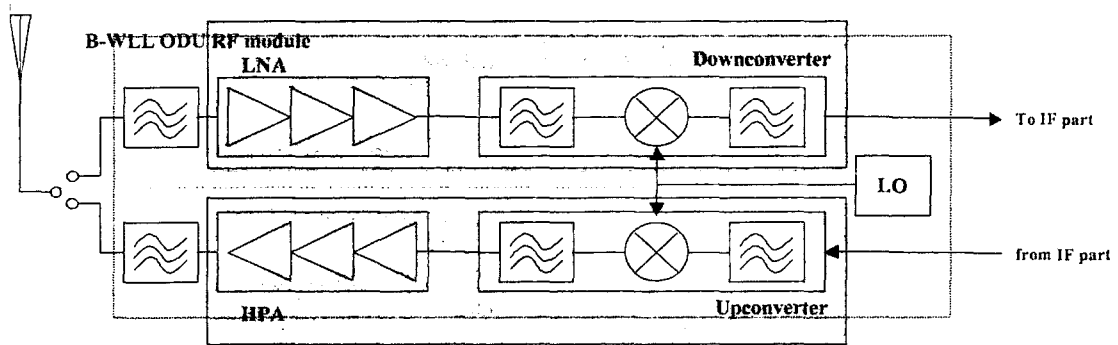 B-WLL ODU RF module
LNA
Downconverter
To IF part
LO
from IF part
HPA
Upconverter